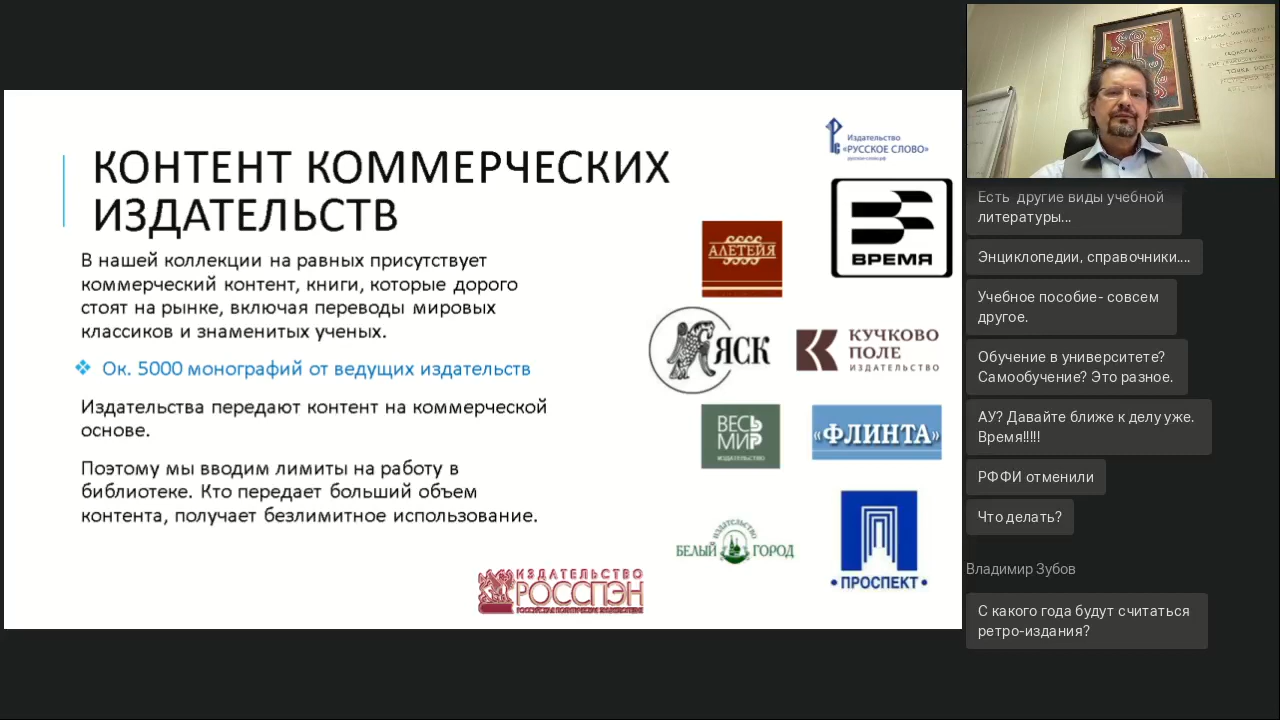 КОНТЕНТ КОММЕРЧЕСКИХ
ИЗДАТЕЛЬСТВ
В нашей коллекции на равных присутствует
коммерческий контент, книги, которые дорого
стоят на рынке, включая переводы мировых
классиков и знаменитых ученых.
❖ Ок. 5000 монографий от ведущих издательств
Издательства передают контент на коммерческой
основе.
Поэтому мы вводим лимиты на работу в
библиотеке. Кто передает больший объем
контента, получает безлимитное использование.
Издательство
«РУССКОЕ СЛОВО»
русское-слово.рф
ВРЕМЯ
АЛЕТЕЙЯ
ЯСК
КУЧКОВО
ПОЛЕ
ИЗДАТЕЛЬСТВО
ВЕСЬ
МИР
ИЗДАТЕЛЬСТВО
«ФЛИНТА»
ИЗДАТЕЛЬСТВО
БЕЛЫЙ ГОРОД
• ПРОСПЕКТ •
ИЗДАТЕЛЬСТВО
РОССПЭН
Есть другие виды учебной
литературы...
Энциклопедии, справочники....
Учебное пособие- совсем
другое.
Обучение в университете?
Самообучение? Это разное.
АУ? Давайте ближе к делу уже.
Время!!!!!
РФФИ отменили
Что делать?
Владимир Зубов
С какого года будут считаться
ретро-издания?